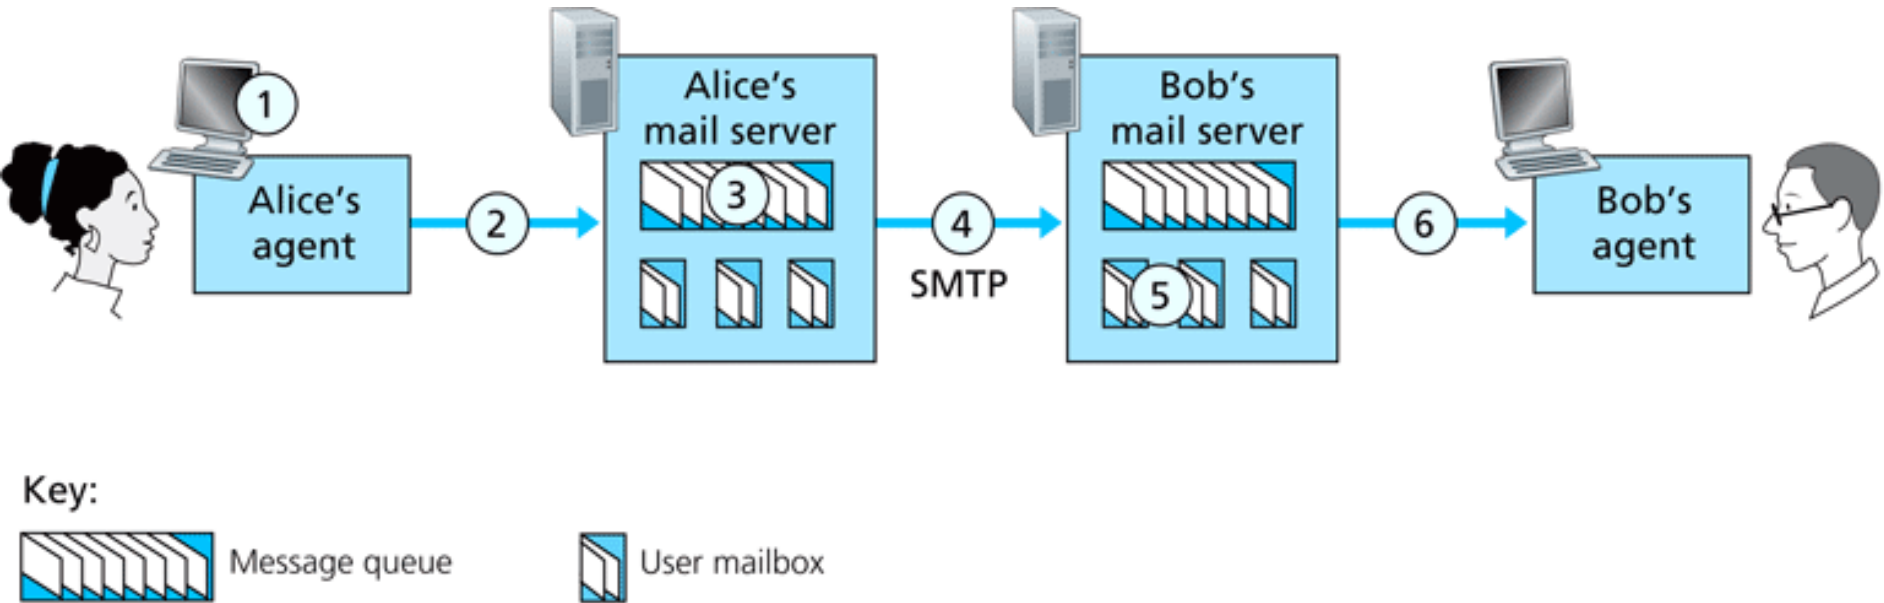 1
Alice's
agent
2
Alice's
mail server
3
4
SMTP
Bob's
mail server
5
6
Bob's
agent
Key:
Message queue
User mailbox